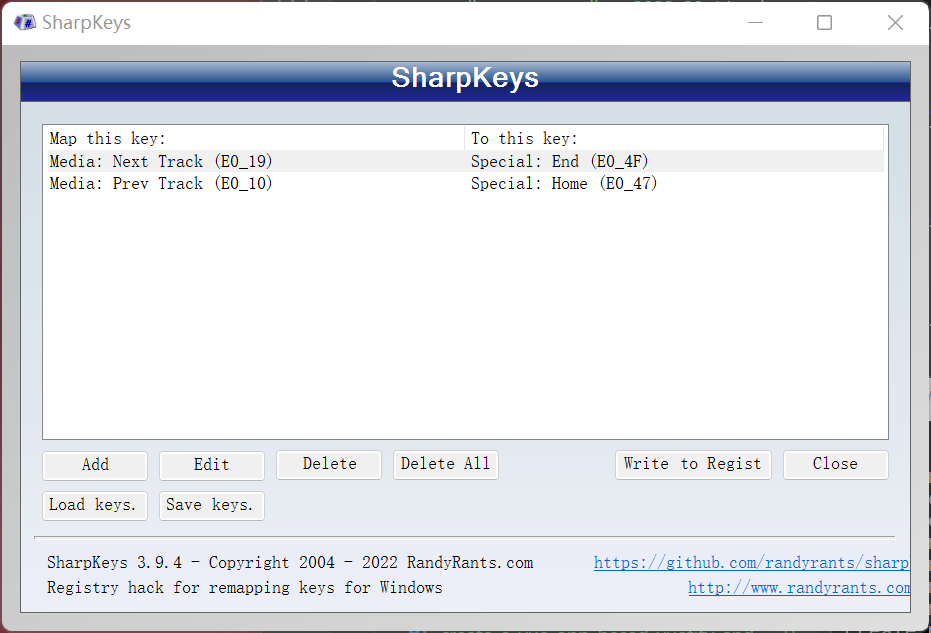 SharpKeys
SharpKeys
Map this key: To this key:
Media: Next Track (E0_19) Special: End (E0_4F)
Media: Prev Track (E0_10) Special: Home (E0_47)
Add Edit Delete Delete All Write to Regist Close
Load keys. Save keys.
SharpKeys 3.9.4 - Copyright 2004 - 2022 RandyRants.com https://github.com/randyrants/sharp
Registry hack for remapping keys for Windows http://www.randyrants.com